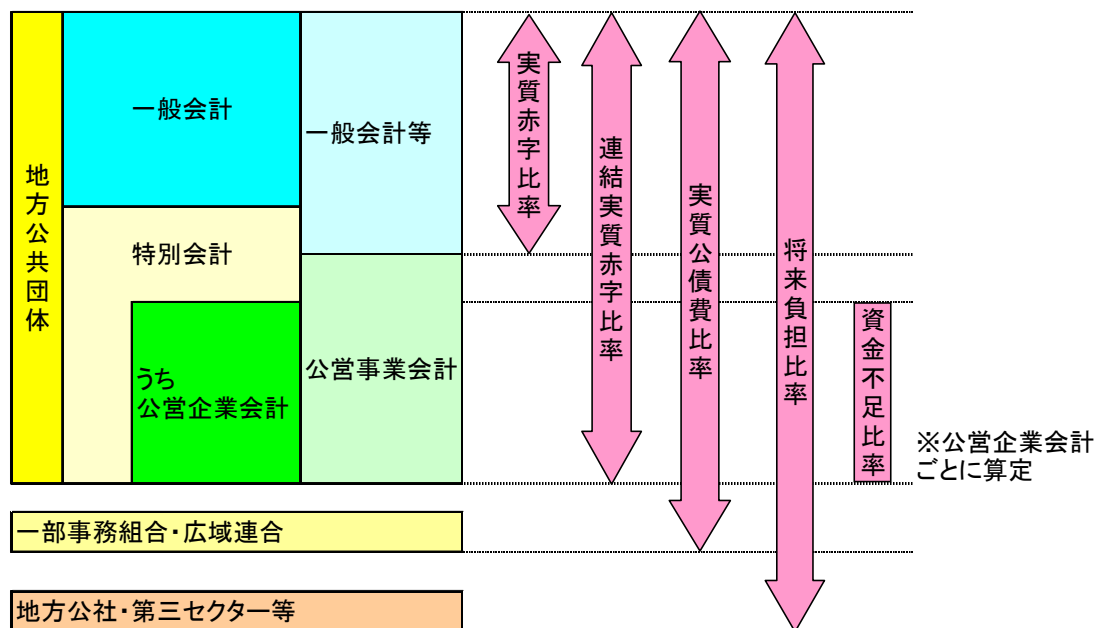 地方公共団体
一般会計
特別会計
うち
公営企業会計
一般会計等
公営事業会計
実質赤字比率
連結実質赤字比率
実質公債費比率
将来負担比率
資金不足比率
※公営企業会計
ごとに算定
一部事務組合・広域連合
地方公社・第三セクター等